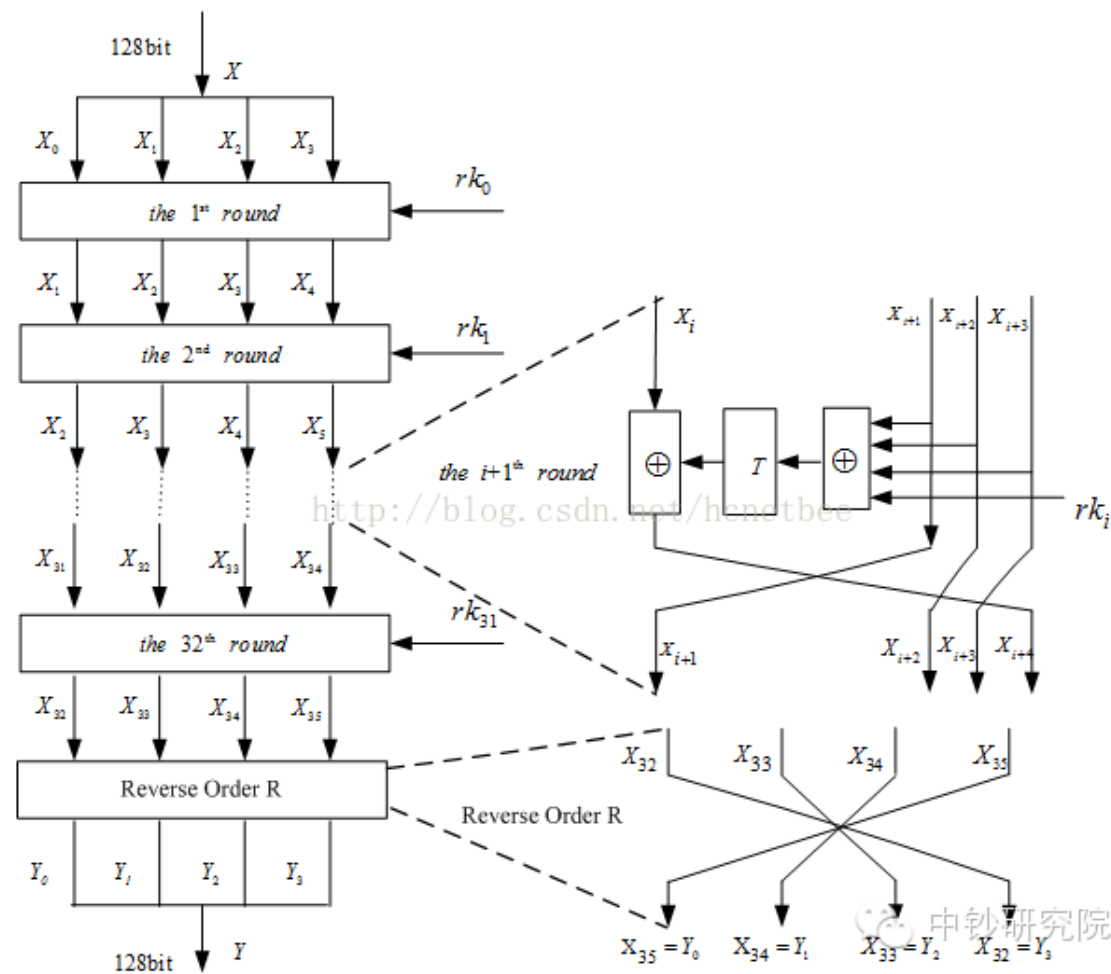 128bit
X
X₀ X₁ X₂ X₃
the 1ˢᵗ round
rk₀
X₁ X₂ X₃ X₄
the 2ⁿᵈ round
rk₁
X₂ X₃ X₄ X₅
X₃₁ X₃₂ X₃₃ X₃₄
the 32ᵗʰ round
rk₃₁
X₃₂ X₃₃ X₃₄ X₃₅
Reverse Order R
Y₀ Y₁ Y₂ Y₃
128bit
Y
Xᵢ Xᵢ₊₁ Xᵢ₊₂ Xᵢ₊₃
the i+1ᵗʰ round
⊕ T ⊕
rkᵢ
Xᵢ₊₁ Xᵢ₊₂ Xᵢ₊₃ Xᵢ₊₄
X₃₂ X₃₃ X₃₄ X₃₅
Reverse Order R
X₃₅=Y₀ X₃₄=Y₁ X₃₃=Y₂ X₃₂=Y₃
http://blog.csdn.net/hcnetbee
中钞研究院